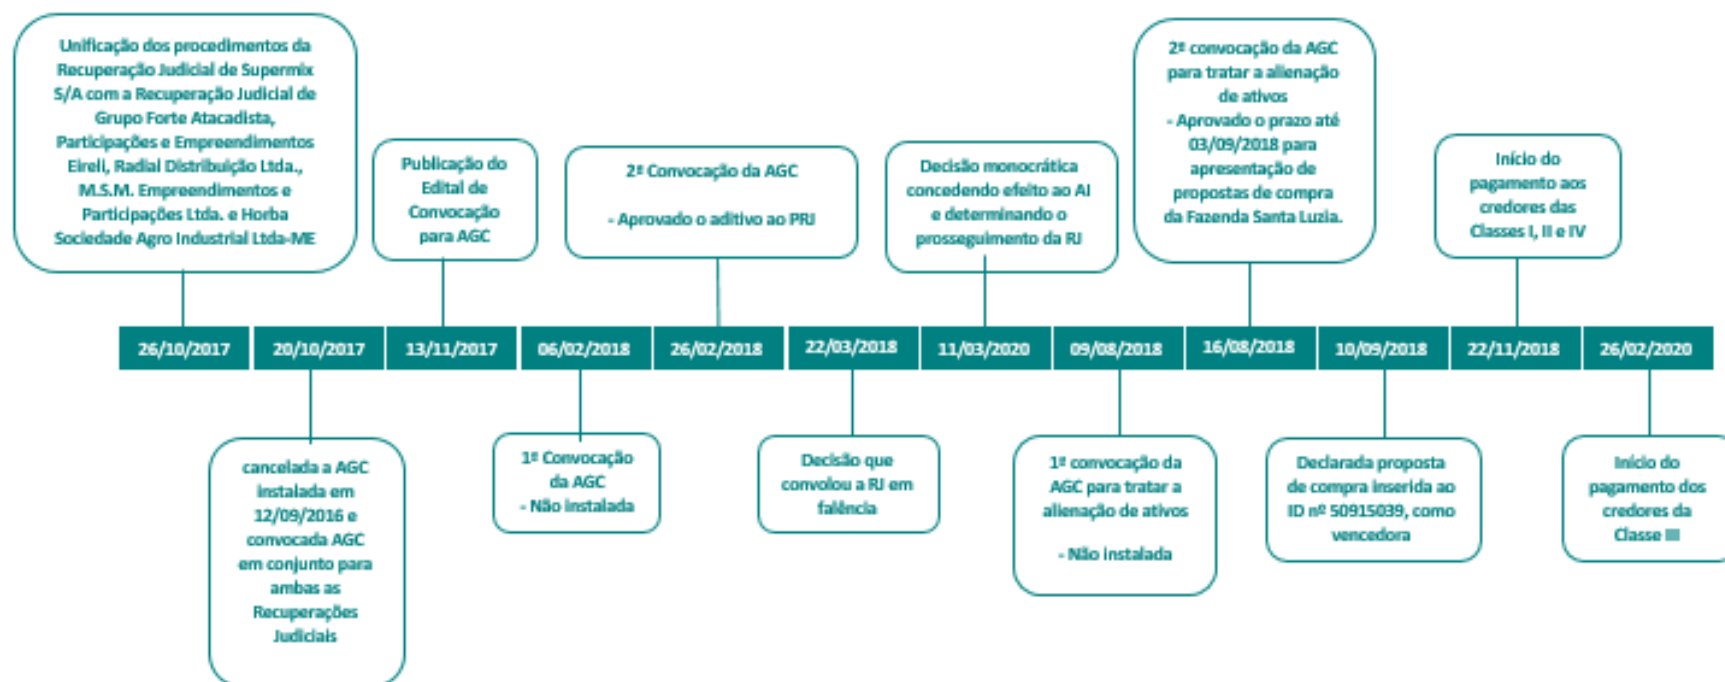 Unificação dos procedimentos da
Recuperação Judicial de Supermix
S/A com a Recuperação Judicial de
Grupo Forte Atacadista,
Participações e Empreendimentos
Eireli, Radial Distribuição Ltda.,
M.S.M. Empreendimentos e
Participações Ltda. e Horba
Sociedade Agro Industrial Ltda-ME
Publicação do
Edital de
Convocação
para AGC
2ª Convocação da AGC
- Aprovado o aditivo ao PRJ
Decisão monocrática
concedendo efeito ao AI
e determinando o
prosseguimento da RJ
2ª convocação da AGC
para tratar a alienação
de ativos
- Aprovado o prazo até
03/09/2018 para
apresentação de
propostas de compra
da Fazenda Santa Luzia.
Início do
pagamento aos
credores das
Classes I, II e IV
26/10/2017
20/10/2017
13/11/2017
06/02/2018
26/02/2018
22/03/2018
11/03/2020
09/08/2018
16/08/2018
10/09/2018
22/11/2018
26/02/2020
cancelada a AGC
instalada em
12/09/2016 e
convocada AGC
em conjunto para
ambas as
Recuperações
Judiciais
1ª Convocação
da AGC
- Não instalada
Decisão que
convolou a RJ em
falência
1ª convocação da
AGC para tratar a
alienação de ativos
- Não instalada
Declarada proposta
de compra inserida ao
ID nº 50915039, como
vencedora
Início do
pagamento dos
credores da
Classe III